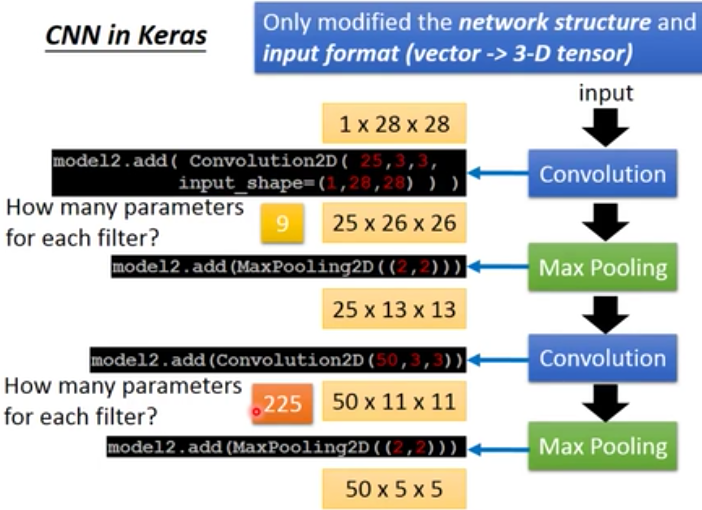 CNN in Keras
Only modified the network structure and
input format (vector -> 3-D tensor)
input
1 x 28 x 28
model2.add( Convolution2D( 25,3,3,
input_shape=(1,28,28) ) )
Convolution
How many parameters
for each filter?
9
25 x 26 x 26
model2.add(MaxPooling2D((2,2)))
Max Pooling
25 x 13 x 13
model2.add(Convolution2D(50,3,3))
Convolution
How many parameters
for each filter?
225
50 x 11 x 11
model2.add(MaxPooling2D((2,2)))
Max Pooling
50 x 5 x 5